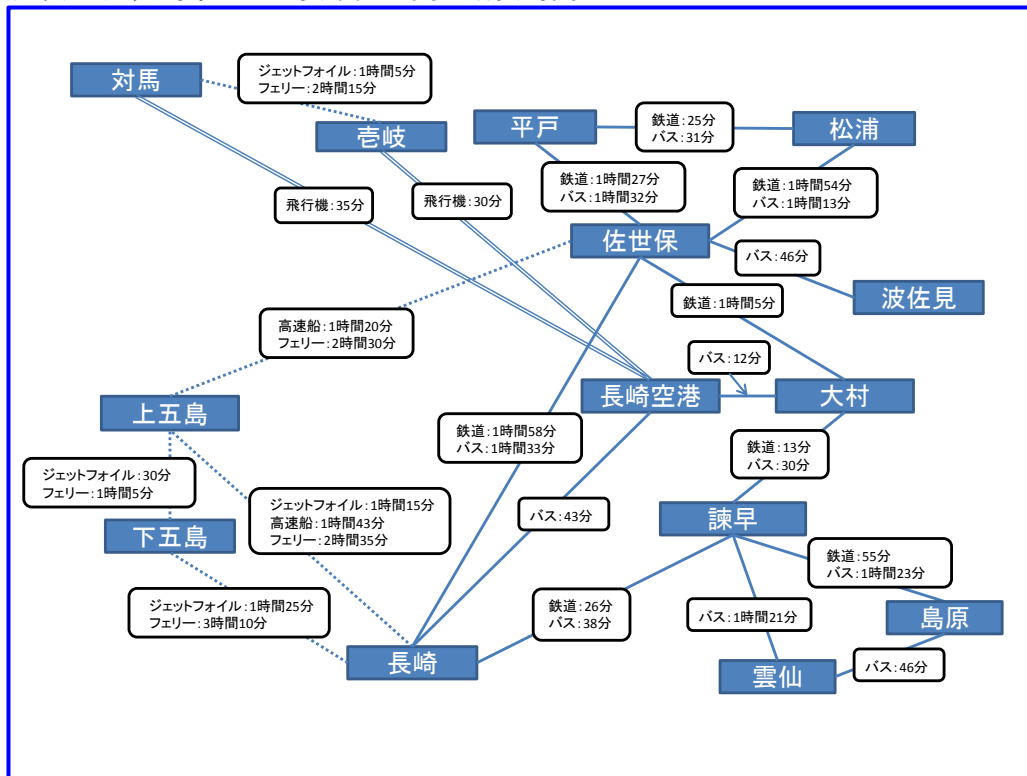 対馬
ジェットフォイル：1時間5分
フェリー：2時間15分
壱岐
平戸
鉄道：25分
バス：31分
松浦
鉄道：1時間27分
バス：1時間32分
鉄道：1時間54分
バス：1時間13分
飛行機：35分
飛行機：30分
佐世保
バス：46分
波佐見
鉄道：1時間5分
高速船：1時間20分
フェリー：2時間30分
バス：12分
上五島
長崎空港
大村
鉄道：1時間58分
バス：1時間33分
鉄道：13分
バス：30分
ジェットフォイル：30分
フェリー：1時間5分
ジェットフォイル：1時間15分
高速船：1時間43分
フェリー：2時間35分
バス：43分
諫早
下五島
鉄道：55分
バス：1時間23分
ジェットフォイル：1時間25分
フェリー：3時間10分
鉄道：26分
バス：38分
バス：1時間21分
島原
長崎
雲仙
バス：46分